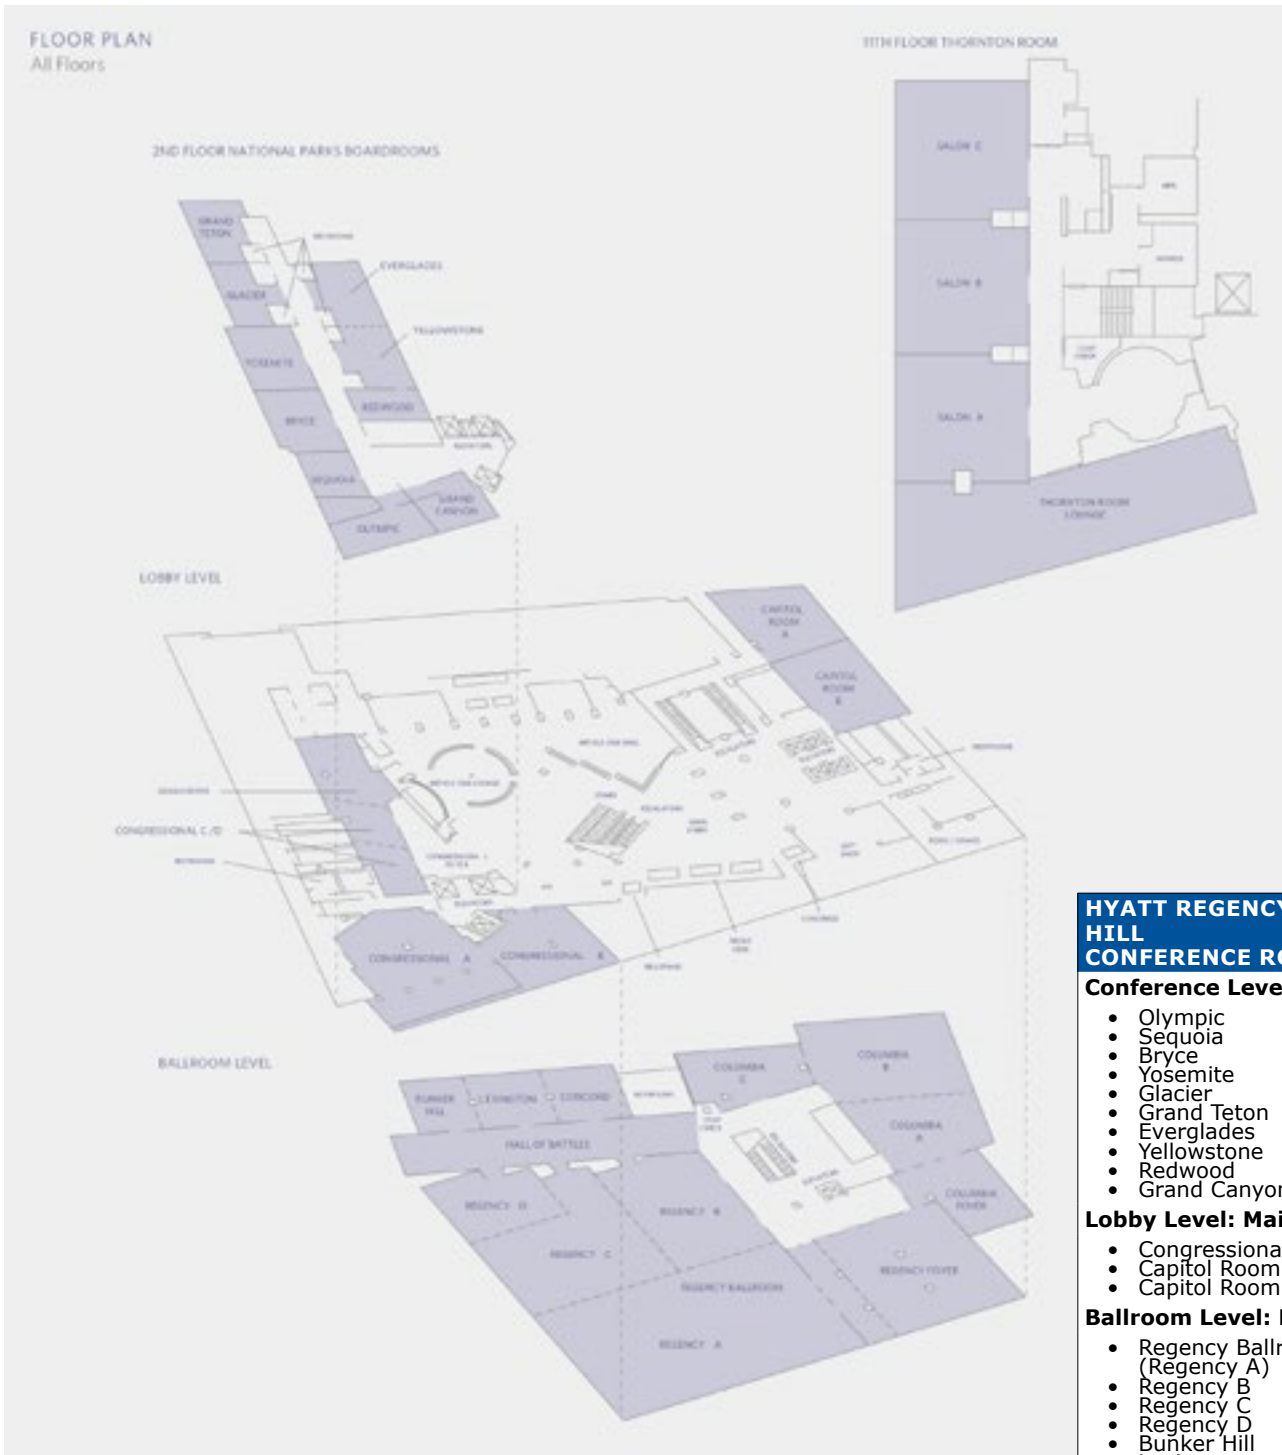 FLOOR PLAN
All Floors
11TH FLOOR THORNTON ROOM
2ND FLOOR NATIONAL PARKS BOARDROOMS
SALON C
GRAND
TETON
EVERGLADES
GLACIER
SALON B
YELLOWSTONE
YOSEMITE
REDWOOD
BRYCE
SALON A
SEQUOIA
GRAND
CANYON
OLYMPIC
THORNTON ROOM
LOUNGE
LOBBY LEVEL
CAPITOL
ROOM
A
CAPITOL
ROOM
B
ESCALATORS
CONGRESSIONAL C/D
ELEVATORS
CONGRESSIONAL A
CONGRESSIONAL B
BALLROOM LEVEL
COLUMBIA
B
COLUMBIA
C
BUNKER
HILL
LEXINGTON
CONCORD
COLUMBIA
A
HALL OF BATTLES
COLUMBIA
FOYER
REGENCY D
REGENCY B
REGENCY C
REGENCY FOYER
REGENCY BALLROOM
REGENCY A
HYATT REGENCY
HILL
CONFERENCE RO
Conference Leve
• Olympic
• Sequoia
• Bryce
• Yosemite
• Glacier
• Grand Teton
• Everglades
• Yellowstone
• Redwood
• Grand Canyon
Lobby Level: Mai
• Congressiona
• Capitol Room
• Capitol Room
Ballroom Level:
• Regency Ballr
(Regency A)
• Regency B
• Regency C
• Regency D
• Bunker Hill